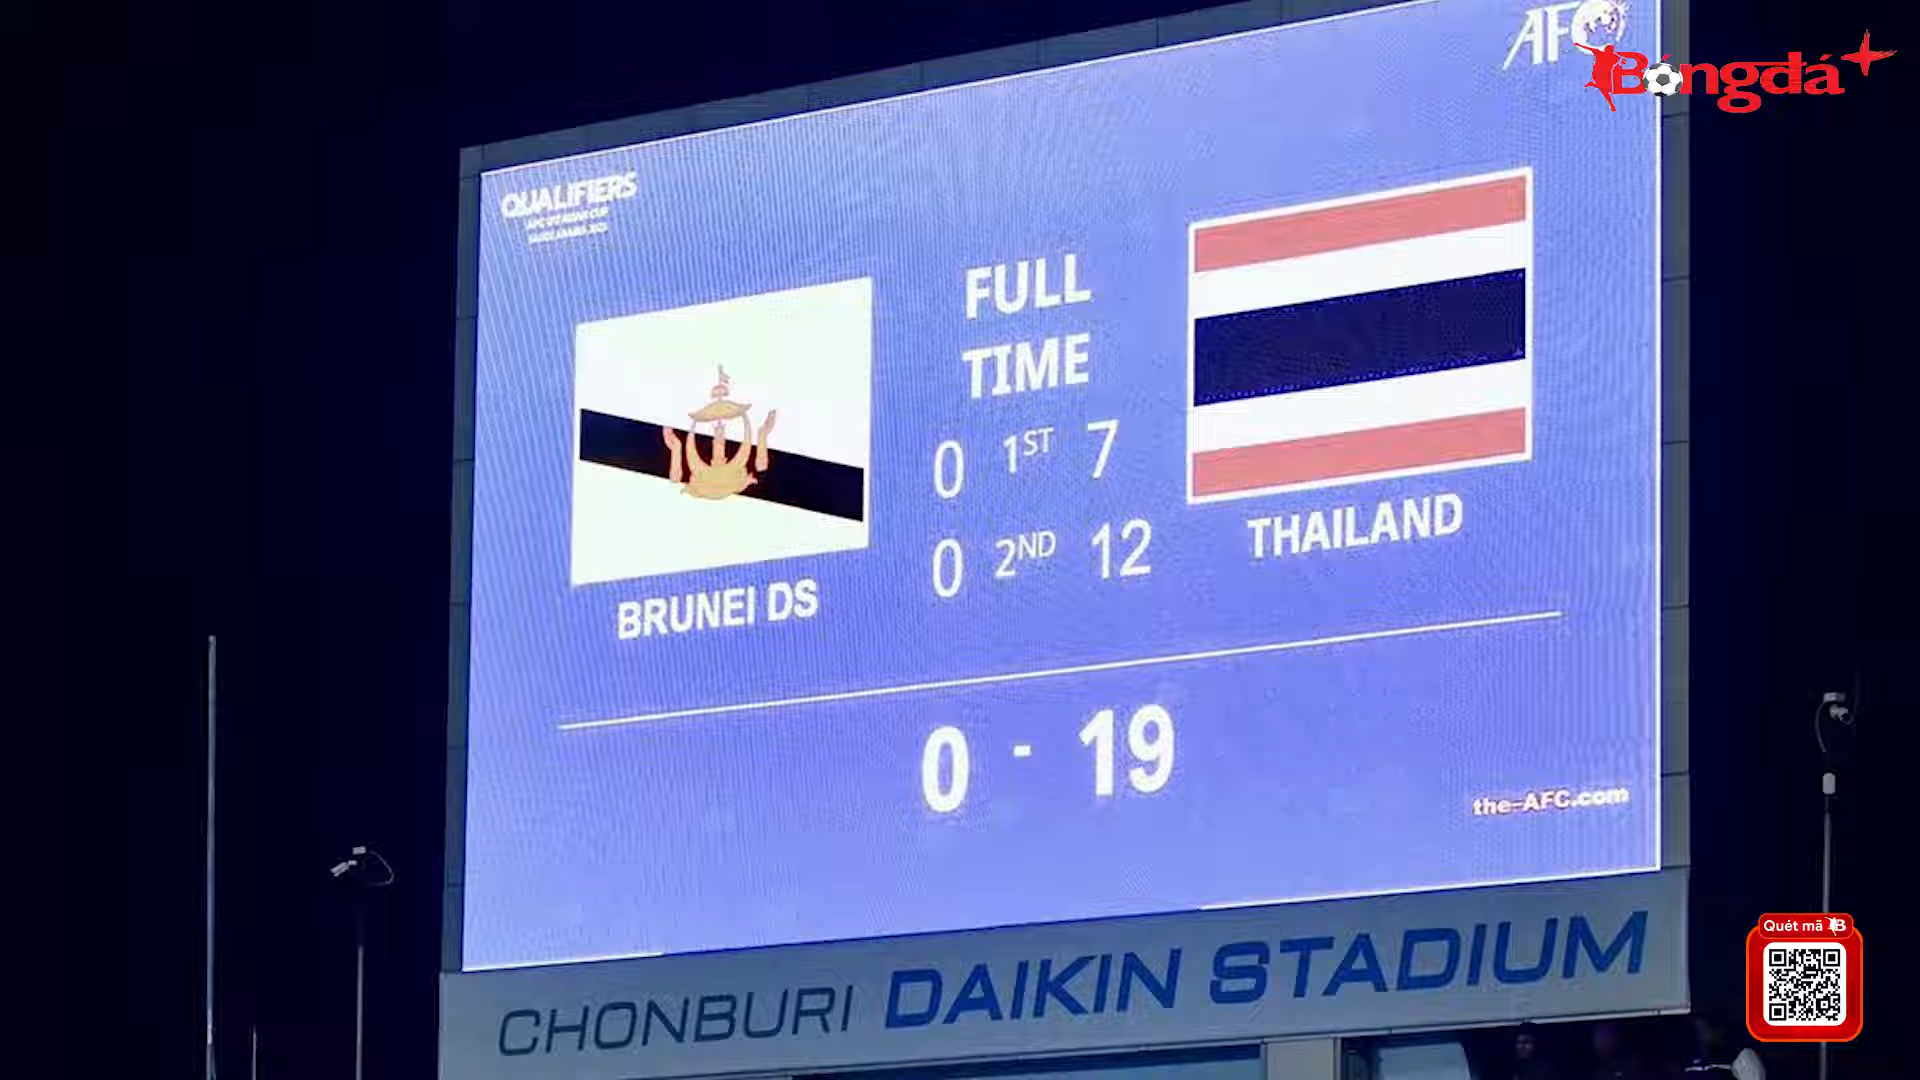 AFC
Bóngdá+
QUALIFIERS
FULL
TIME
0 1ST 7
0 2ND 12
BRUNEI DS
THAILAND
0 - 19
the-AFC.com
CHONBURI DAIKIN STADIUM
Quét mã B